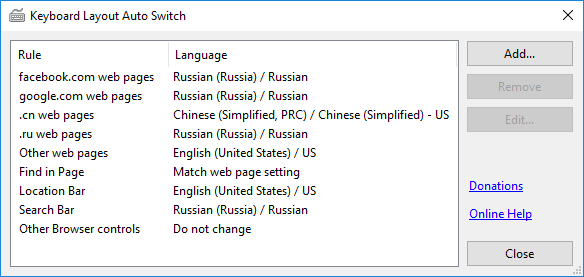 Keyboard Layout Auto Switch
Rule Language
facebook.com web pages Russian (Russia) / Russian
google.com web pages Russian (Russia) / Russian
.cn web pages Chinese (Simplified, PRC) / Chinese (Simplified) - US
.ru web pages Russian (Russia) / Russian
Other web pages English (United States) / US
Find in Page Match web page setting
Location Bar English (United States) / US
Search Bar Russian (Russia) / Russian
Other Browser controls Do not change
Add...
Remove
Edit...
Donations
Online Help
Close